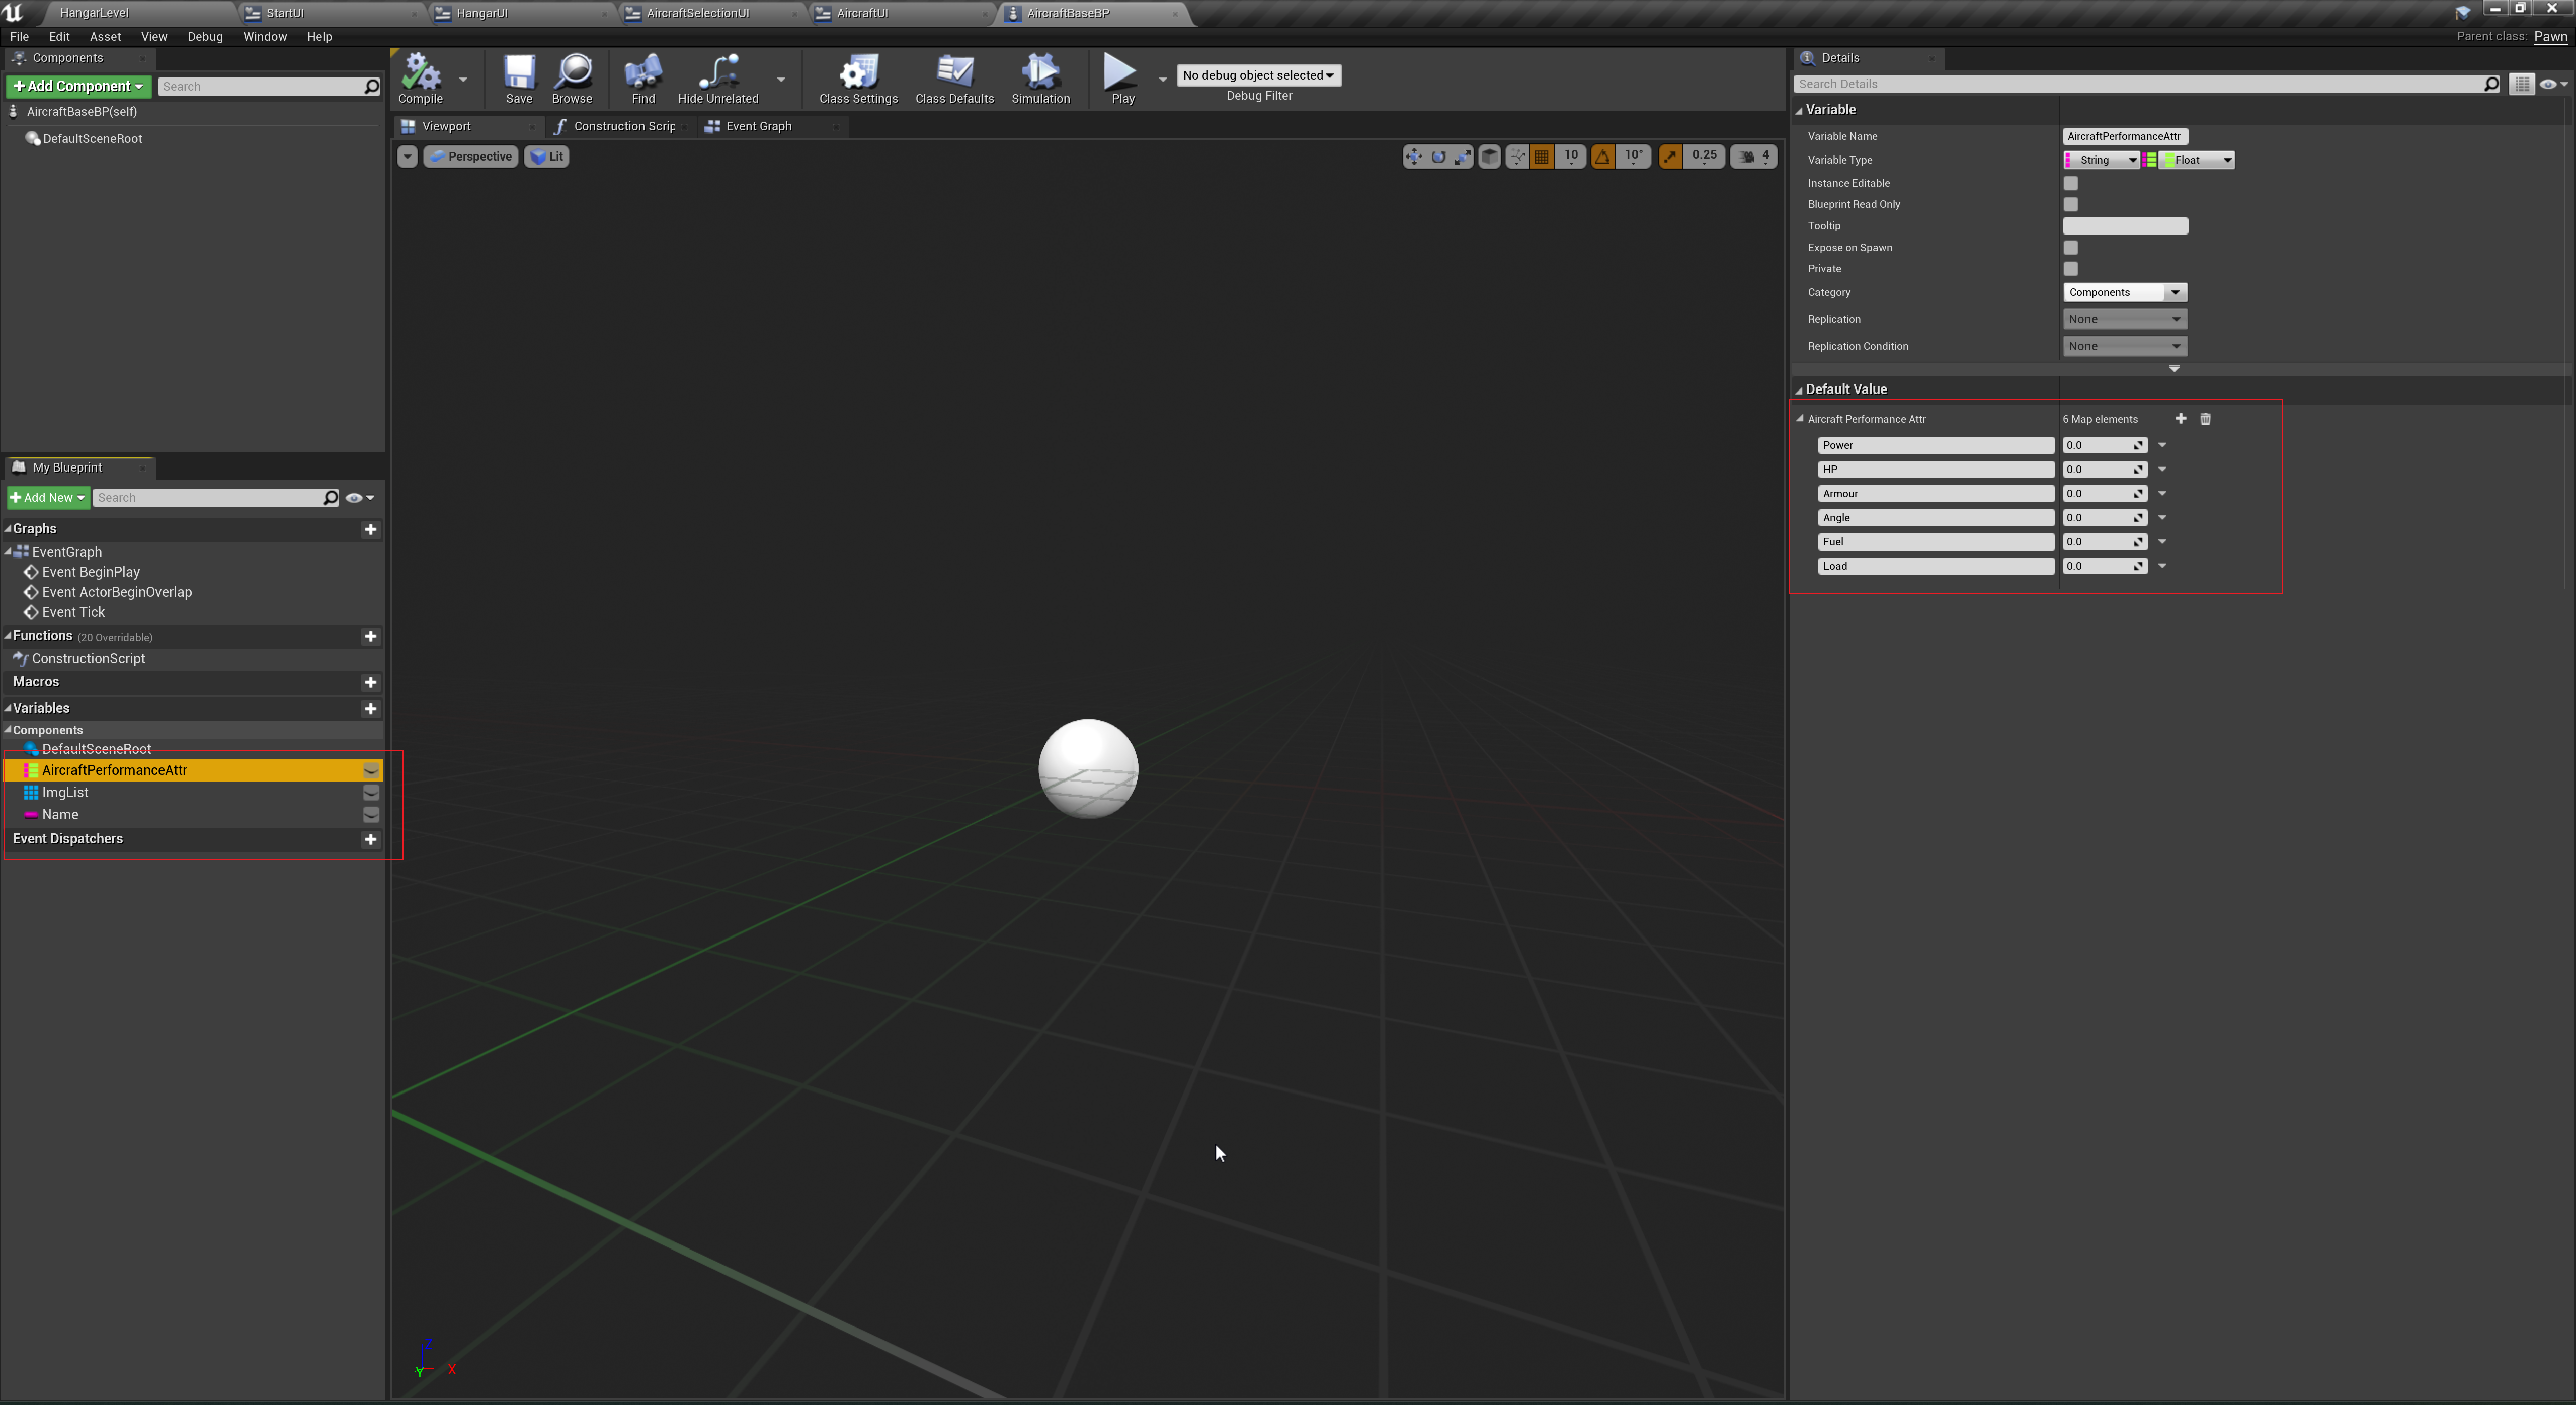 HangarLevel
StartUI
HangarUI
AircraftSelectionUI
AircraftUI
AircraftBaseBP
File Edit Asset View Debug Window Help
Parent class: Pawn
Components
Add Component
Search
AircraftBaseBP(self)
DefaultSceneRoot
My Blueprint
Add New
Search
Graphs
EventGraph
Event BeginPlay
Event ActorBeginOverlap
Event Tick
Functions (20 Overridable)
ConstructionScript
Macros
Variables
Components
DefaultSceneRoot
AircraftPerformanceAttr
ImgList
Name
Event Dispatchers
Compile
Save
Browse
Find
Hide Unrelated
Class Settings
Class Defaults
Simulation
Play
No debug object selected
Debug Filter
Viewport
Construction Scrip
Event Graph
Perspective
Lit
10
10°
0.25
4
Z
Y
X
Details
Search Details
Variable
Variable Name AircraftPerformanceAttr
Variable Type String Float
Instance Editable
Blueprint Read Only
Tooltip
Expose on Spawn
Private
Category Components
Replication None
Replication Condition None
Default Value
Aircraft Performance Attr 6 Map elements
Power 0.0
HP 0.0
Armour 0.0
Angle 0.0
Fuel 0.0
Load 0.0